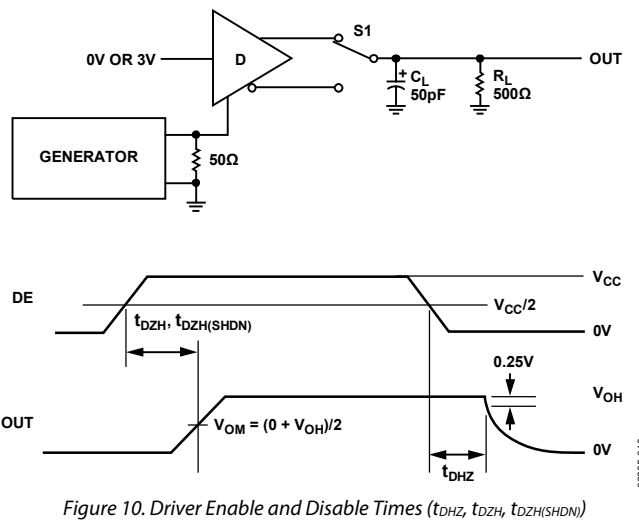 S1
0V OR 3V
D
OUT
+
C_L
50pF
R_L
500Ω
GENERATOR
50Ω
DE
V_CC
V_CC/2
t_DZH, t_DZH(SHDN)
0V
0.25V
V_OH
OUT
V_OM = (0 + V_OH)/2
0V
t_DHZ
Figure 10. Driver Enable and Disable Times (t_DHZ, t_DZH, t_DZH(SHDN))